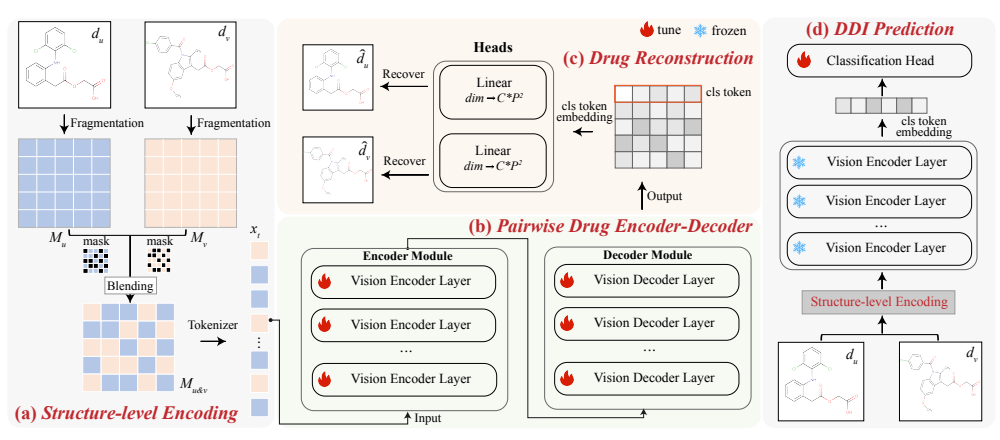 d_u
d_v
Fragmentation
Fragmentation
M_u
M_v
mask
mask
Blending
Tokenizer
x_t
M_{u&v}
(a) Structure-level Encoding
tune
frozen
(c) Drug Reconstruction
Heads
d̂_u
Recover
Linear
dim→C*P²
d̂_v
Recover
Linear
dim→C*P²
cls token
embedding
cls token
Output
(b) Pairwise Drug Encoder-Decoder
Encoder Module
Vision Encoder Layer
Vision Encoder Layer
...
Vision Encoder Layer
Input
Decoder Module
Vision Decoder Layer
Vision Decoder Layer
...
Vision Decoder Layer
(d) DDI Prediction
Classification Head
cls token
embedding
Vision Encoder Layer
Vision Encoder Layer
...
Vision Encoder Layer
Structure-level Encoding
d_u
d_v